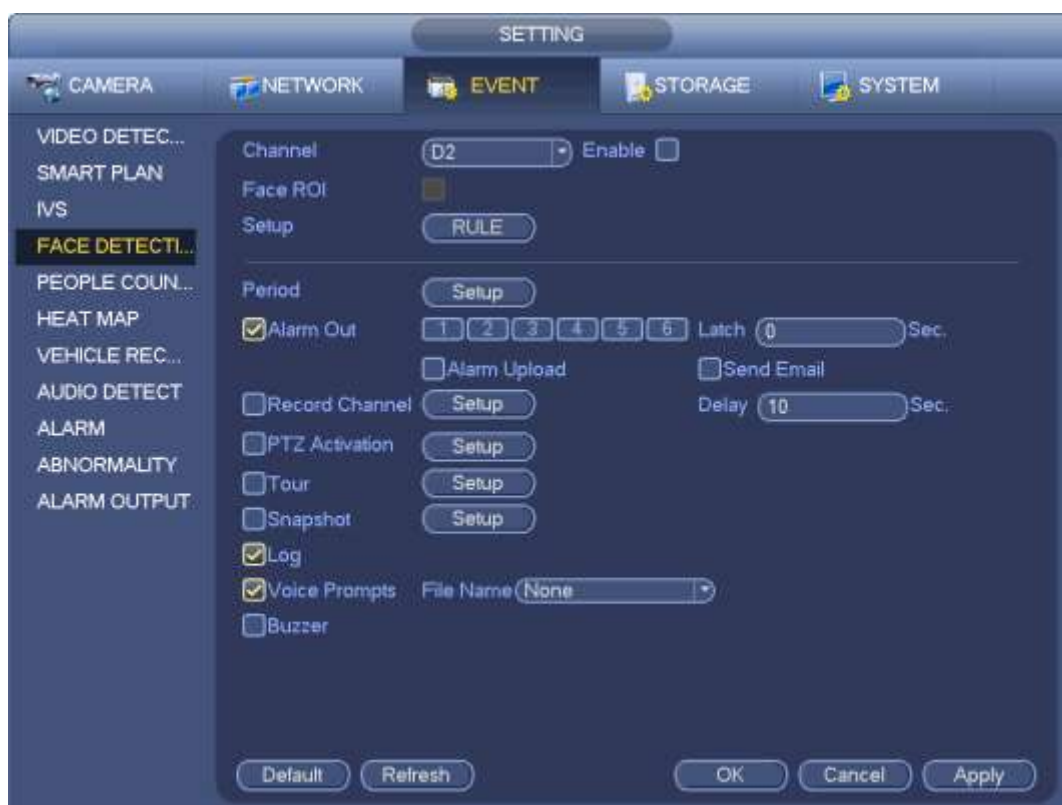 SETTING
CAMERA NETWORK EVENT STORAGE SYSTEM
VIDEO DETEC...
SMART PLAN
IVS
FACE DETECTI...
PEOPLE COUN...
HEAT MAP
VEHICLE REC...
AUDIO DETECT
ALARM
ABNORMALITY
ALARM OUTPUT
Channel D2 Enable
Face ROI
Setup RULE
Period Setup
Alarm Out 1 2 3 4 5 6 Latch 0 Sec.
Alarm Upload Send Email
Record Channel Setup Delay 10 Sec.
PTZ Activation Setup
Tour Setup
Snapshot Setup
Log
Voice Prompts File Name None
Buzzer
Default Refresh OK Cancel Apply